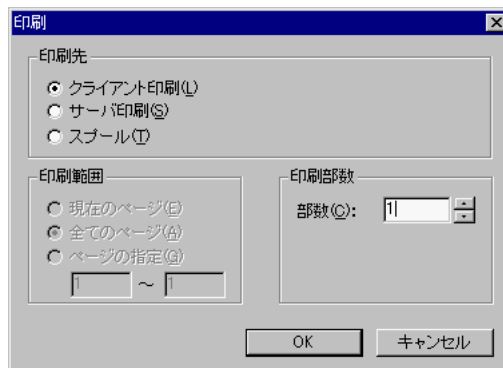 印刷
印刷先
クライアント印刷(L)
サーバ印刷(S)
スプール(T)
印刷範囲
現在のページ(E)
全てのページ(A)
ページの指定(G)
1 ～ 1
印刷部数
部数(C): 1
OK キャンセル